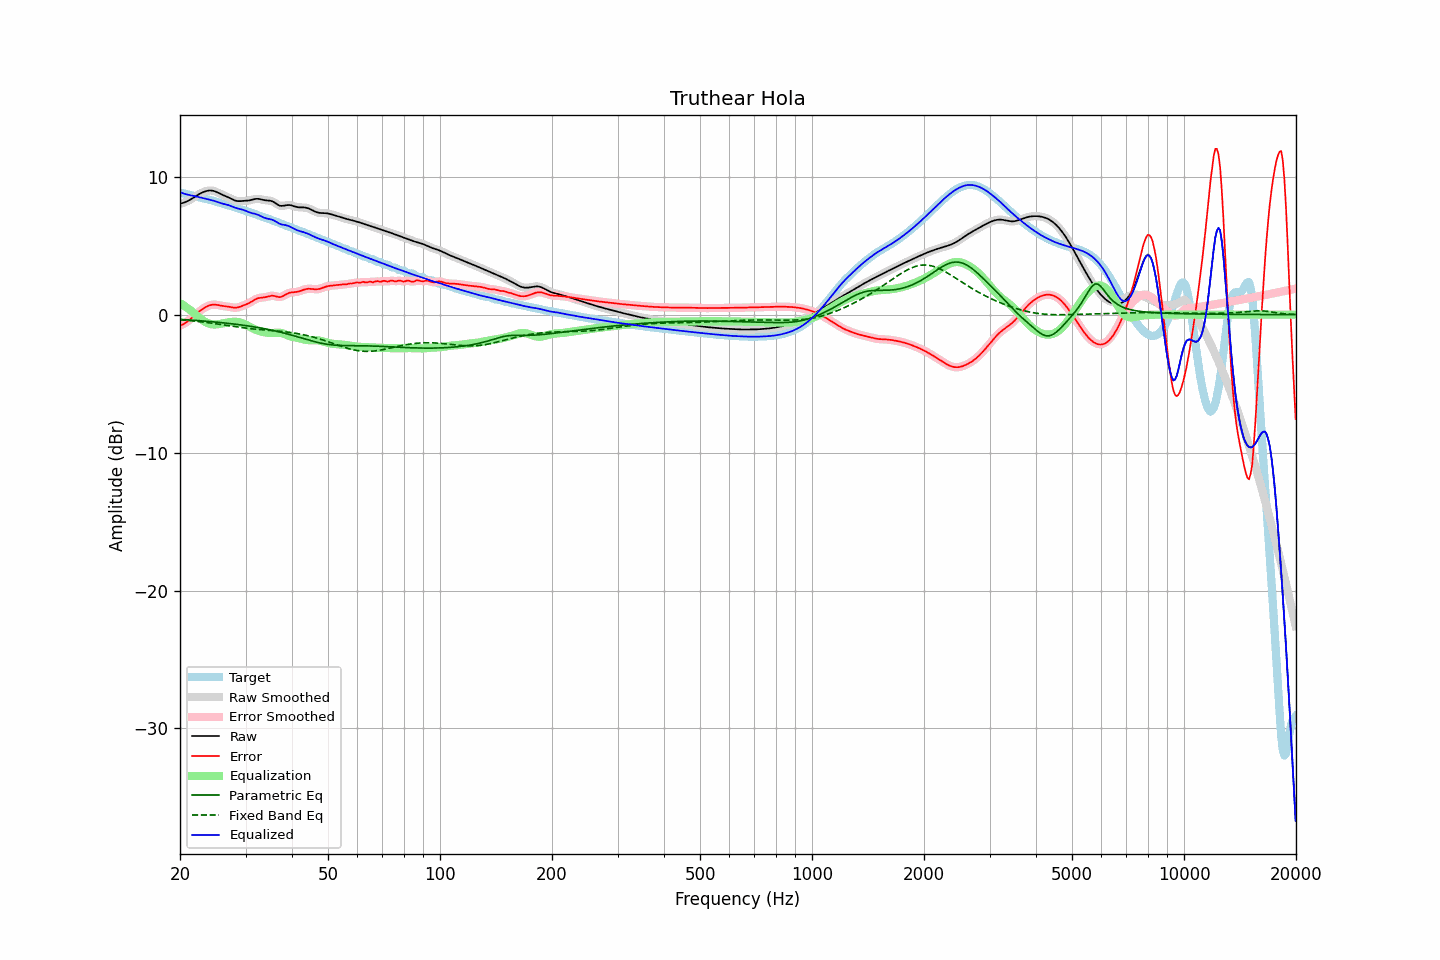 Truthear Hola
Amplitude (dBr)
10
0
−10
−20
−30
Target
Raw Smoothed
Error Smoothed
Raw
Error
Equalization
Parametric Eq
Fixed Band Eq
Equalized
20 50 100 200 500 1000 2000 5000 10000 20000
Frequency (Hz)